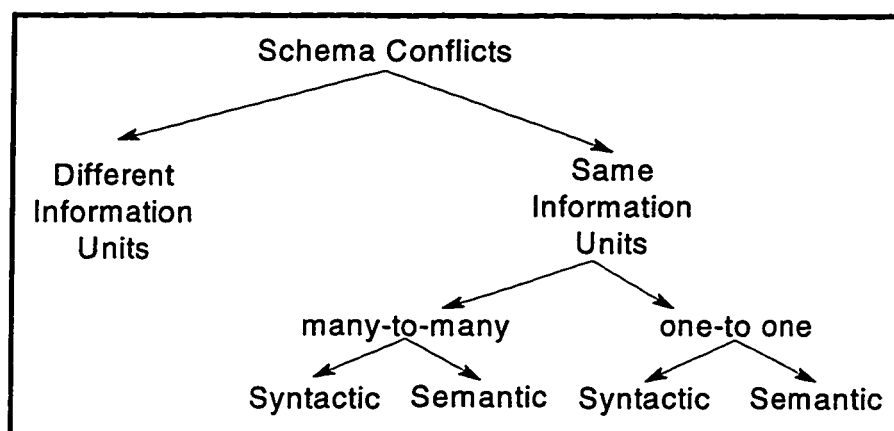 Schema Conflicts
Different
Information
Units
Same
Information
Units
many-to-many
one-to one
Syntactic
Semantic
Syntactic
Semantic